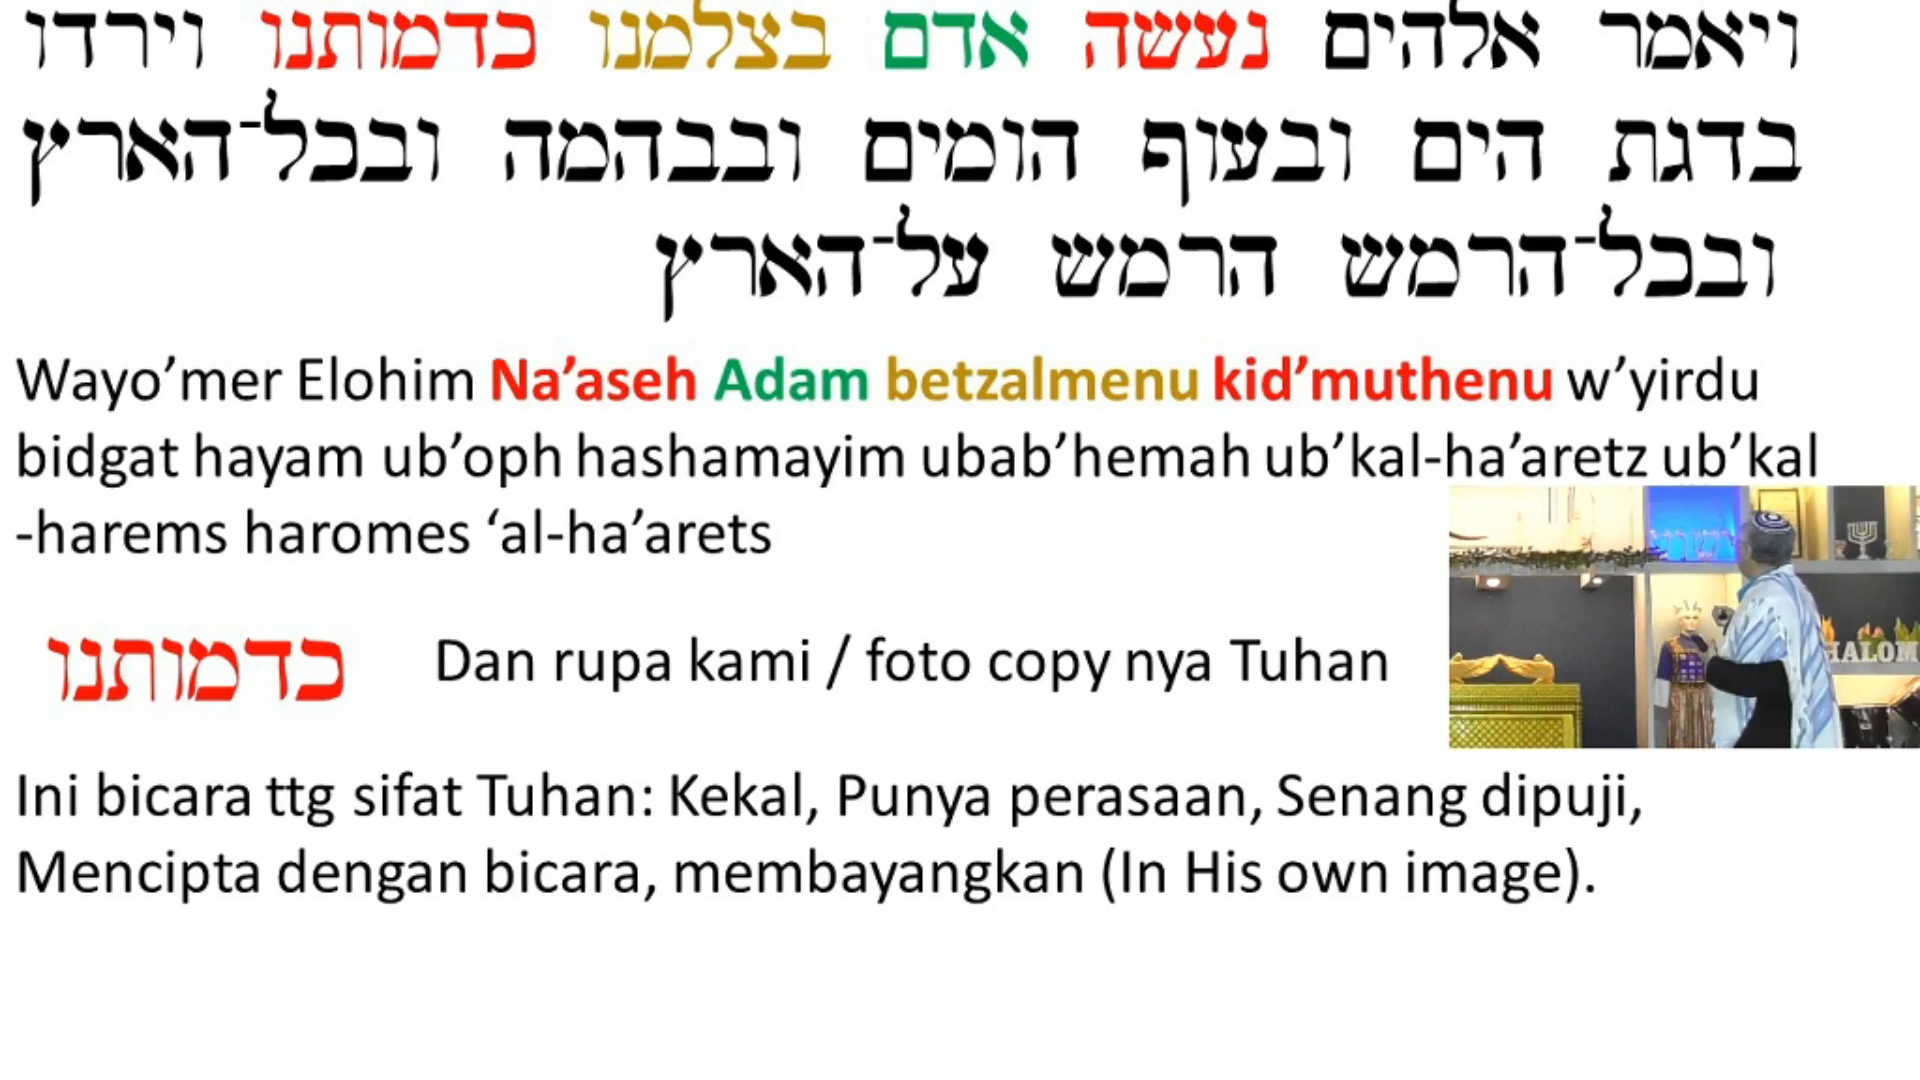 ויאמר אלהים נעשה אדם בצלמנו כדמותנו וירדו
בדגת הים ובעוף הומים ובבהמה ובכל־הארץ
ובכל־הרמש הרמש על־הארץ
Wayo’mer Elohim Na’aseh Adam betzalmenu kid’muthenu w’yirdu
bidgat hayam ub’oph hashamayim ubab’hemah ub’kal-ha’aretz ub’kal
-harems haromes ‘al-ha’arets
כדמותנו Dan rupa kami / foto copy nya Tuhan
HALOM
Ini bicara ttg sifat Tuhan: Kekal, Punya perasaan, Senang dipuji,
Mencipta dengan bicara, membayangkan (In His own image).